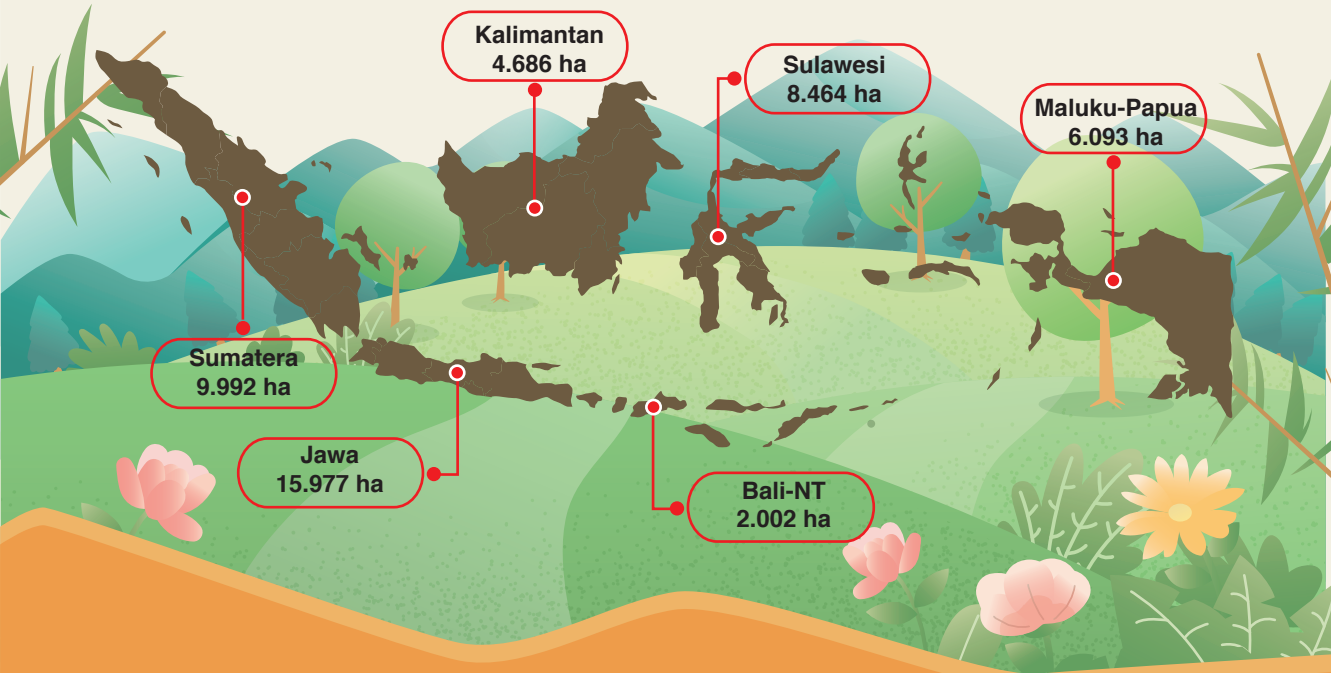 Kalimantan
4.686 ha
Sulawesi
8.464 ha
Maluku-Papua
6.093 ha
Sumatera
9.992 ha
Jawa
15.977 ha
Bali-NT
2.002 ha